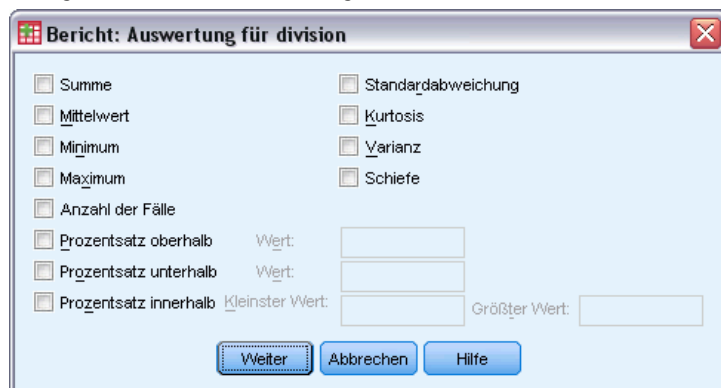 Bericht: Auswertung für division
Summe Standardabweichung
Mittelwert Kurtosis
Minimum Varianz
Maximum Schiefe
Anzahl der Fälle
Prozentsatz oberhalb Wert:
Prozentsatz unterhalb Wert:
Prozentsatz innerhalb Kleinster Wert: Größter Wert:
Weiter Abbrechen Hilfe